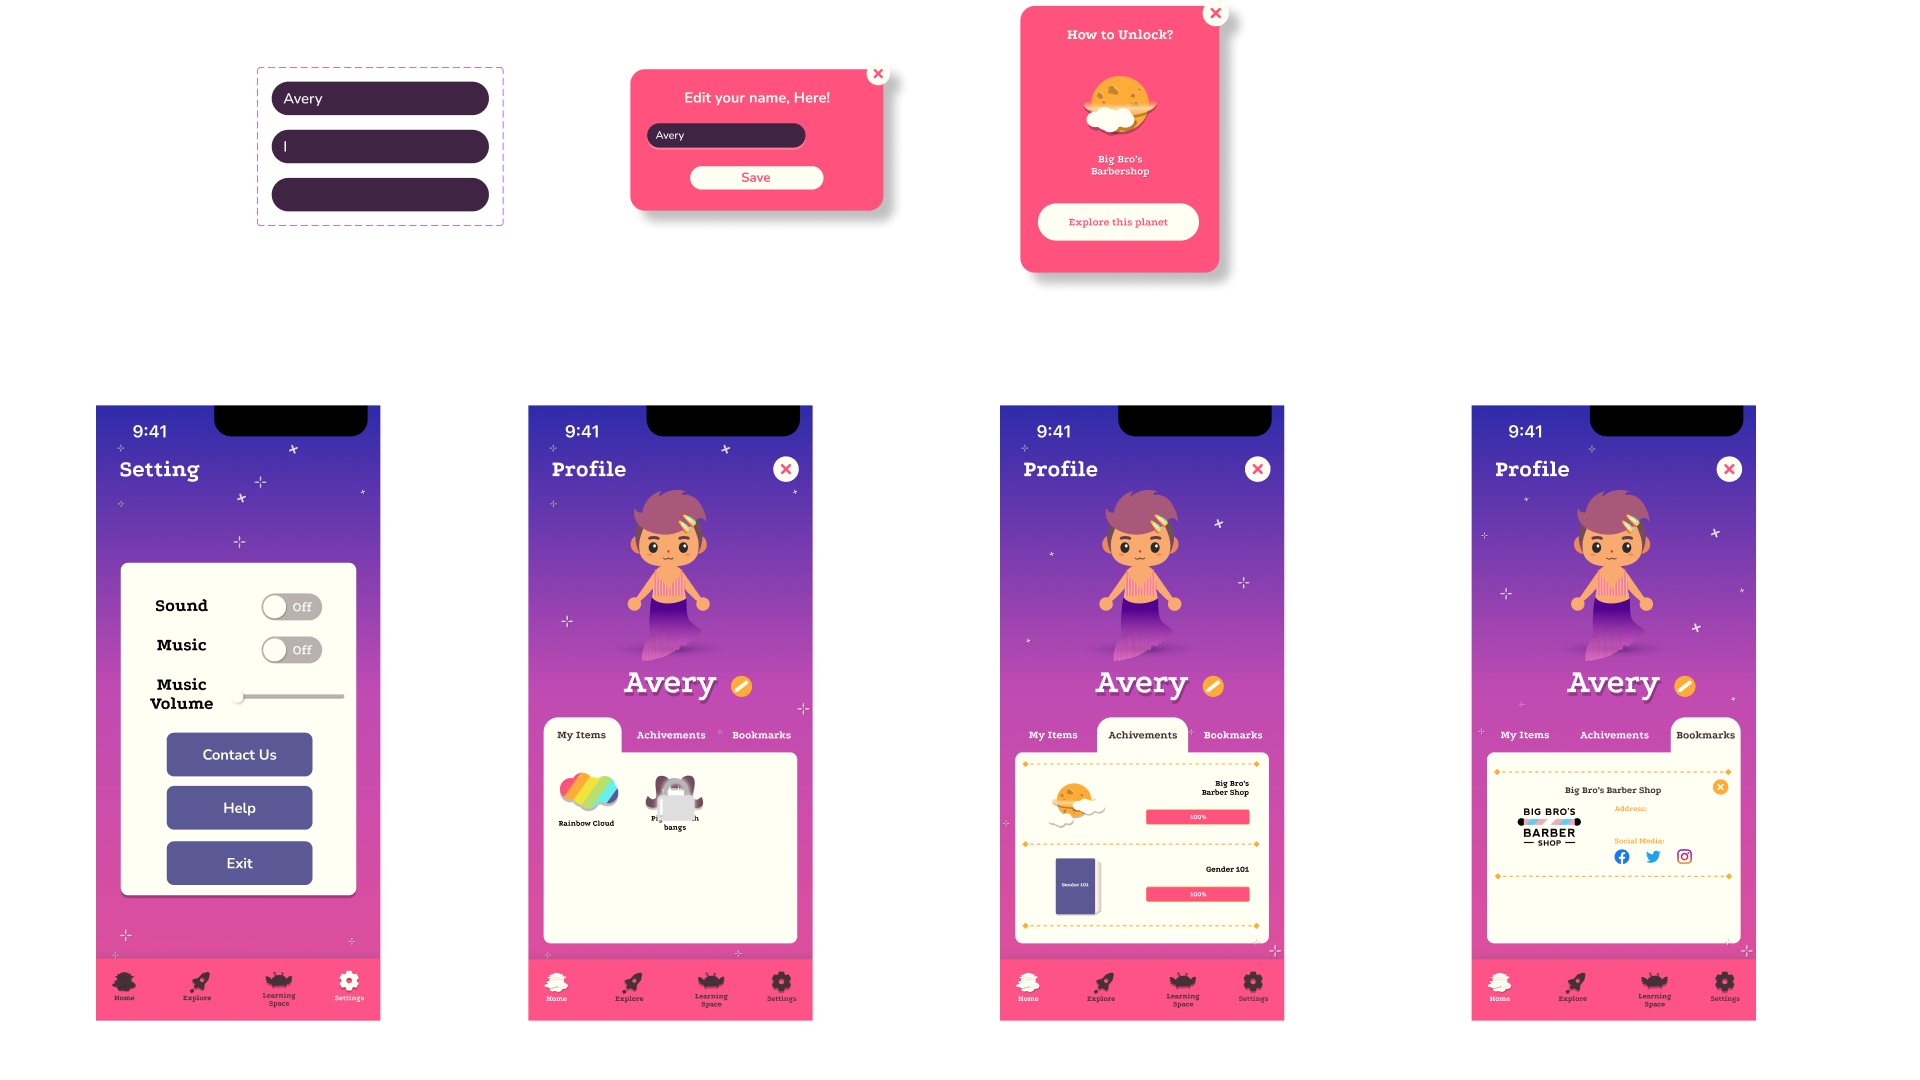 Avery
I
Edit your name, Here!
Avery
Save
How to Unlock?
Big Bro's
Barbershop
Explore this planet
9:41
Setting
Sound
Off
Music
Off
Music
Volume
Contact Us
Help
Exit
Home
Explore
Learning
Space
Settings
9:41
Profile
Avery
My Items
Achivements
Bookmarks
Rainbow Cloud
bangs
Home
Explore
Learning
Space
Settings
9:41
Profile
Avery
My Items
Achivements
Bookmarks
Big Bro's
Barber Shop
100%
Gender 101
Gender 101
100%
Home
Explore
Learning
Space
Settings
9:41
Profile
Avery
My Items
Achivements
Bookmarks
Big Bro's Barber Shop
BIG BRO'S
BARBER
SHOP
Address:
Social Media:
Home
Explore
Learning
Space
Settings